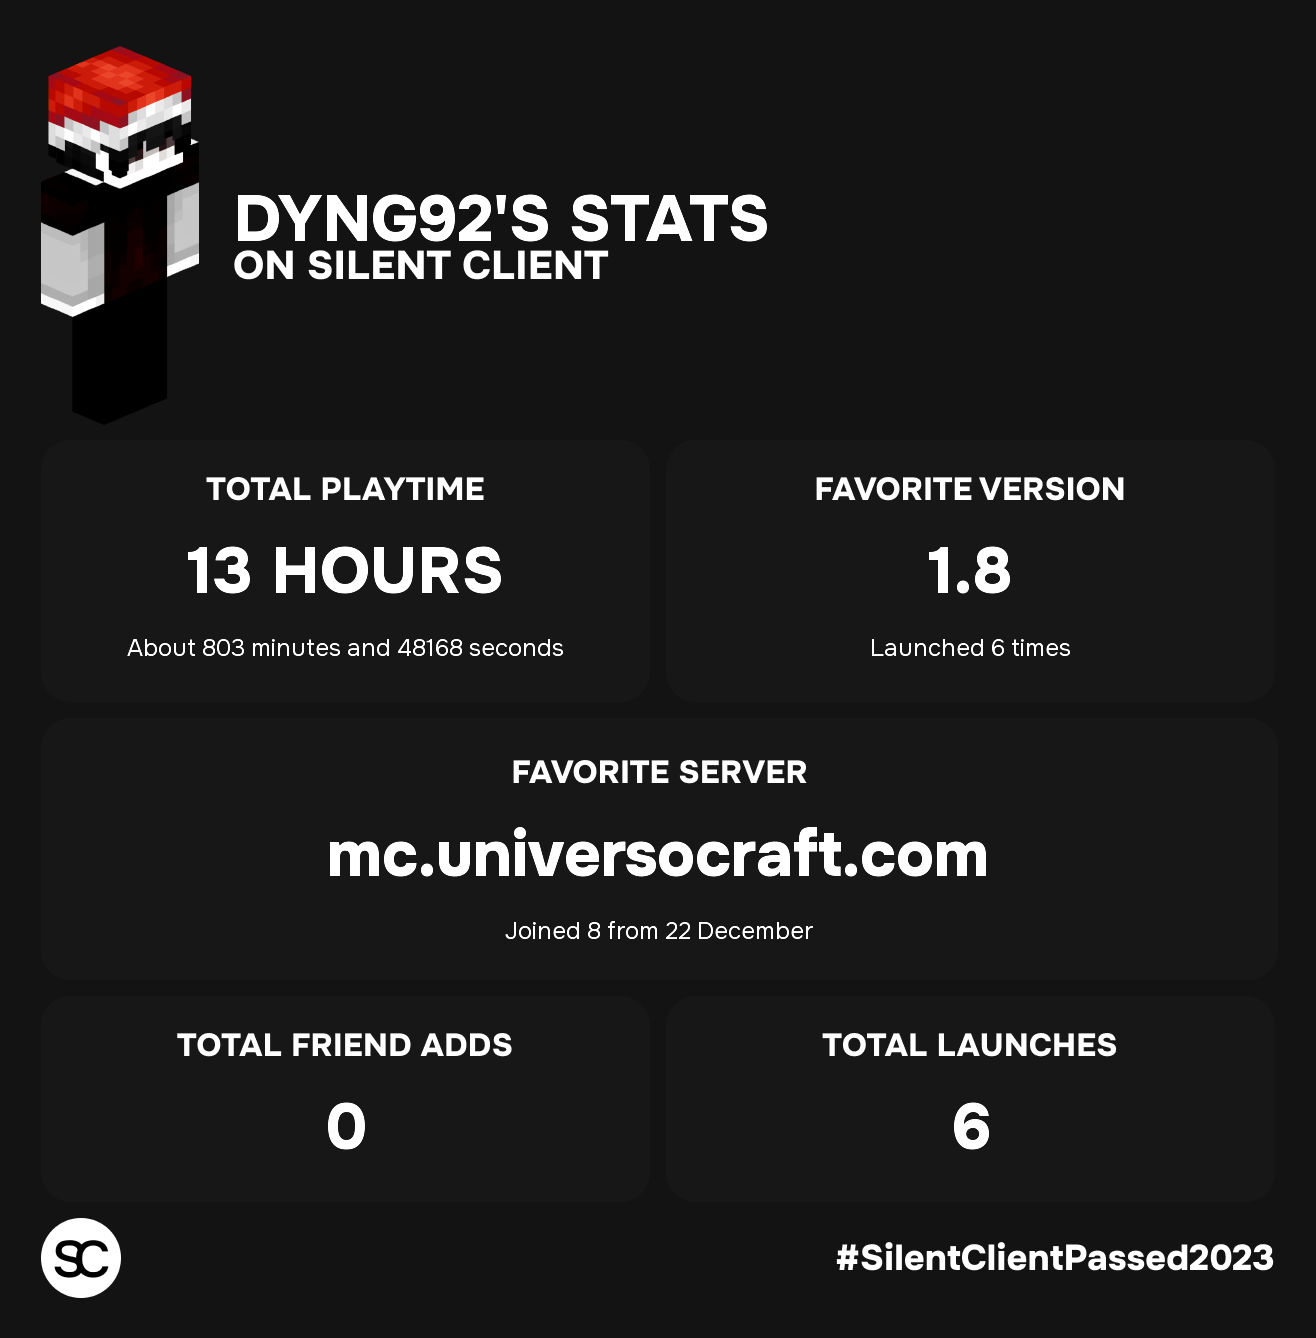 DYNG92'S STATS
ON SILENT CLIENT
TOTAL PLAYTIME
13 HOURS
About 803 minutes and 48168 seconds
FAVORITE VERSION
1.8
Launched 6 times
FAVORITE SERVER
mc.universocraft.com
Joined 8 from 22 December
TOTAL FRIEND ADDS
0
TOTAL LAUNCHES
6
SC
#SilentClientPassed2023